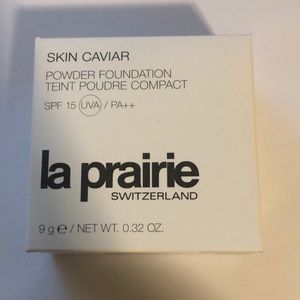 SKIN CAVIAR
POWDER FOUNDATION
TEINT POUDRE COMPACT
SPF 15 UVA / PA++
la prairie
SWITZERLAND
9 g ℮ / NET WT. 0.32 OZ.